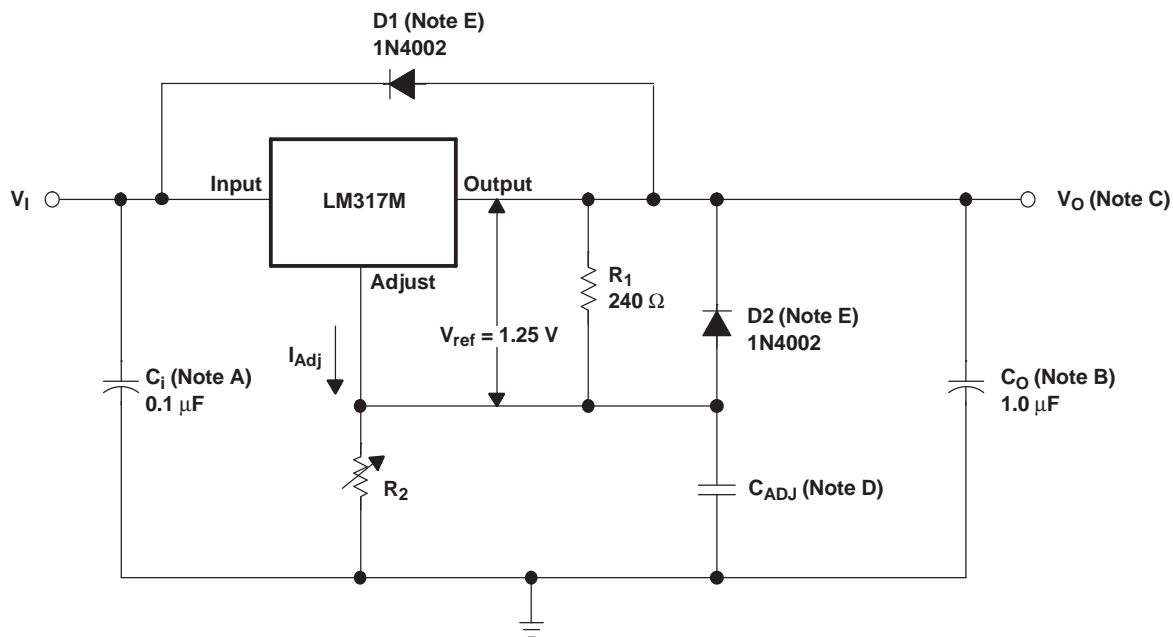 D1 (Note E)
1N4002
Input
LM317M
Output
VI
VO (Note C)
Adjust
R1
240 Ω
Vref = 1.25 V
D2 (Note E)
1N4002
IAdj
Ci (Note A)
0.1 μF
CO (Note B)
1.0 μF
R2
CADJ (Note D)